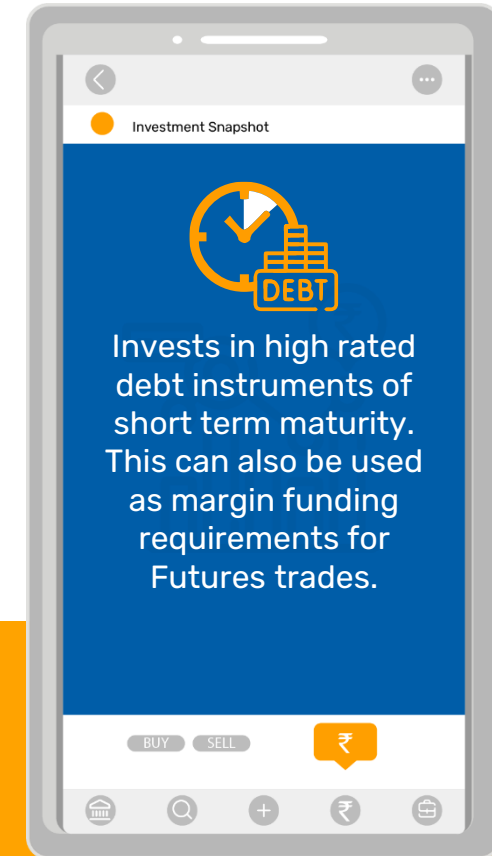 Investment Snapshot
DEBT
Invests in high rated
debt instruments of
short term maturity.
This can also be used
as margin funding
requirements for
Futures trades.
BUY SELL ₹
₹